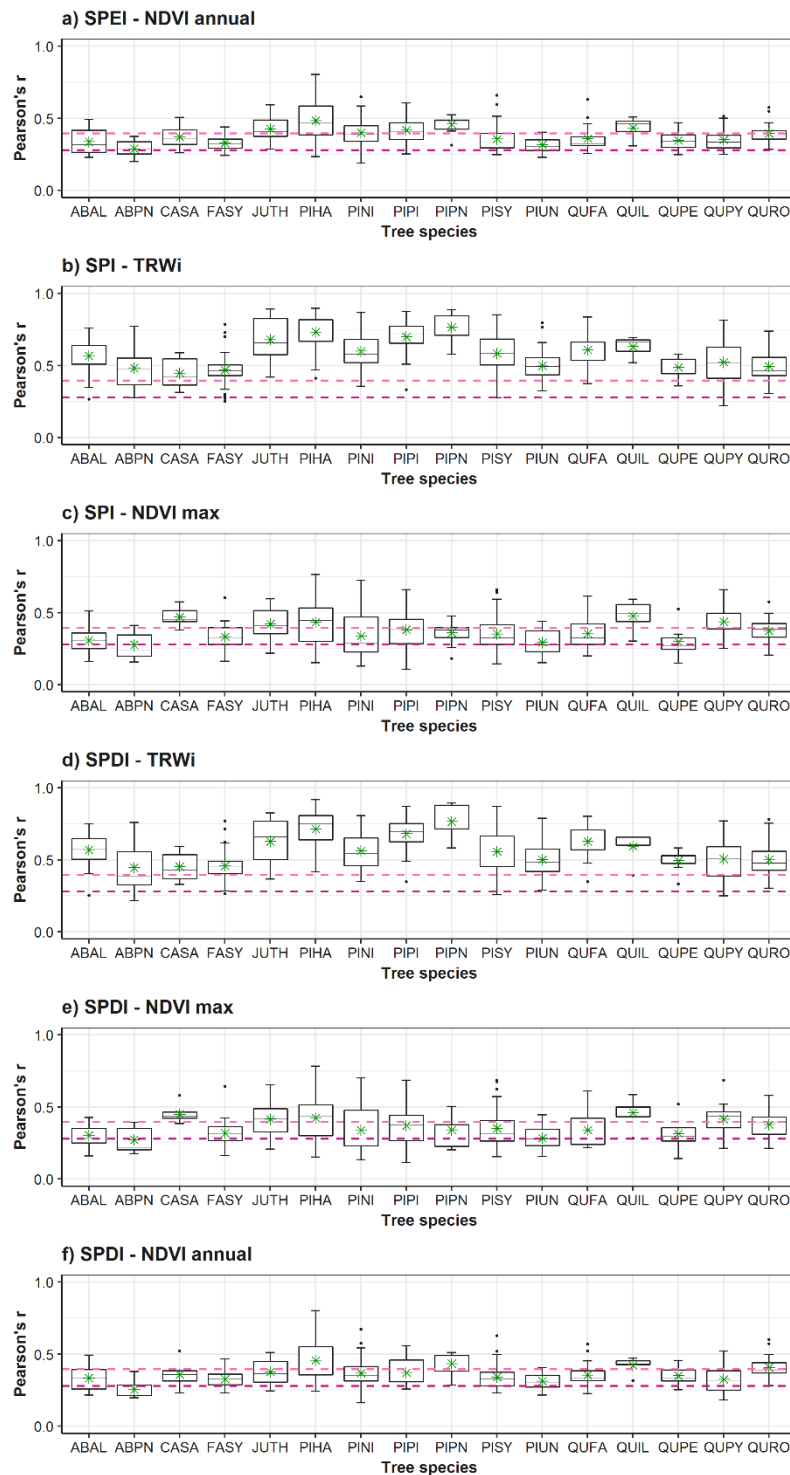 a) SPEI - NDVI annual
1.0
0.5
0.0
Pearson's r
ABAL ABPN CASA FASY JUTH PIHA PINI PIPI PIPN PISY PIUN QUFA QUIL QUPE QUPY QURO
Tree species
b) SPI - TRWi
1.0
0.5
0.0
Pearson's r
ABAL ABPN CASA FASY JUTH PIHA PINI PIPI PIPN PISY PIUN QUFA QUIL QUPE QUPY QURO
Tree species
c) SPI - NDVI max
1.0
0.5
0.0
Pearson's r
ABAL ABPN CASA FASY JUTH PIHA PINI PIPI PIPN PISY PIUN QUFA QUIL QUPE QUPY QURO
Tree species
d) SPDI - TRWi
1.0
0.5
0.0
Pearson's r
ABAL ABPN CASA FASY JUTH PIHA PINI PIPI PIPN PISY PIUN QUFA QUIL QUPE QUPY QURO
Tree species
e) SPDI - NDVI max
1.0
0.5
0.0
Pearson's r
ABAL ABPN CASA FASY JUTH PIHA PINI PIPI PIPN PISY PIUN QUFA QUIL QUPE QUPY QURO
Tree species
f) SPDI - NDVI annual
1.0
0.5
0.0
Pearson's r
ABAL ABPN CASA FASY JUTH PIHA PINI PIPI PIPN PISY PIUN QUFA QUIL QUPE QUPY QURO
Tree species